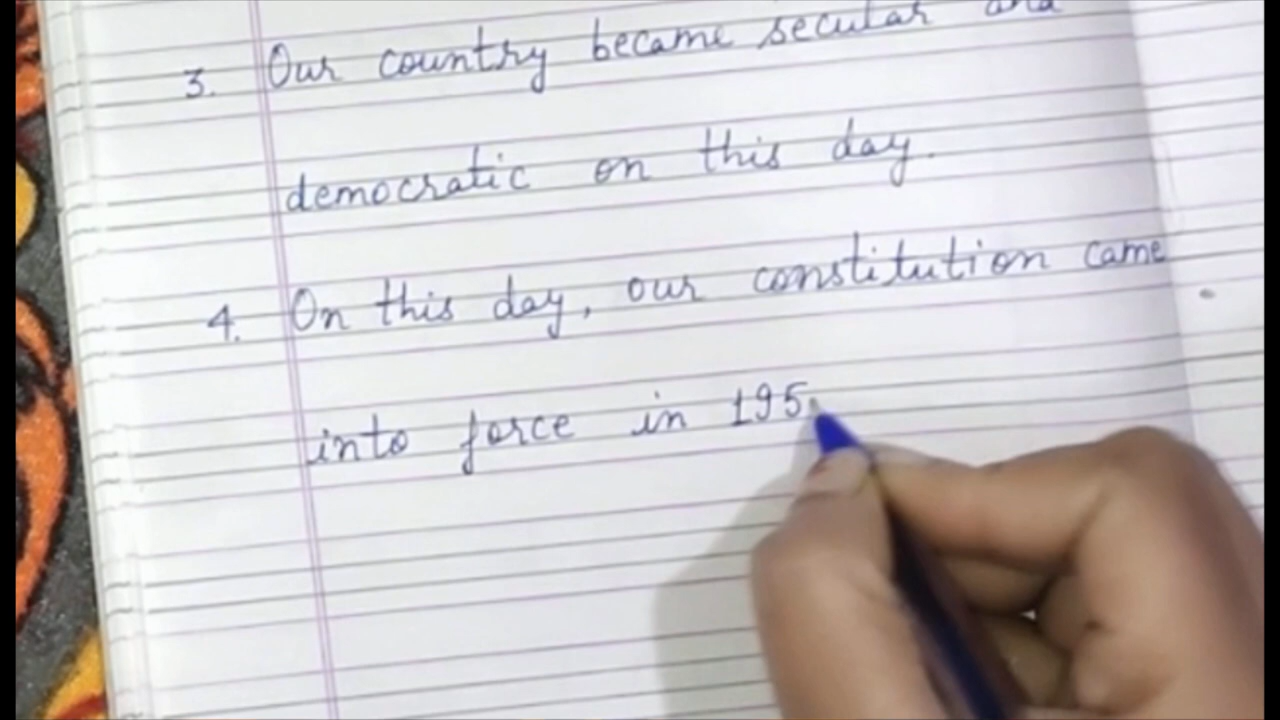 3. Our country became secular and
democratic on this day.
4. On this day, our constitution came
into force in 195